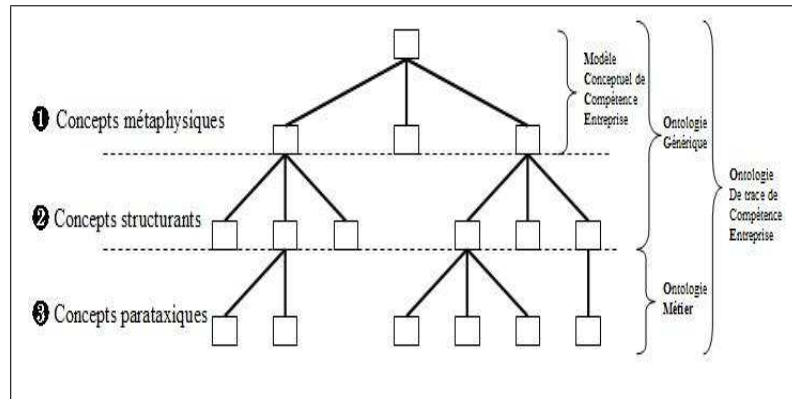 ❶ Concepts métaphysiques
❷ Concepts structurants
❸ Concepts parataxiques
Modèle
Conceptuel de
Compétence
Entreprise
Ontologie
Générique
Ontologie
Métier
Ontologie
De trace de
Compétence
Entreprise